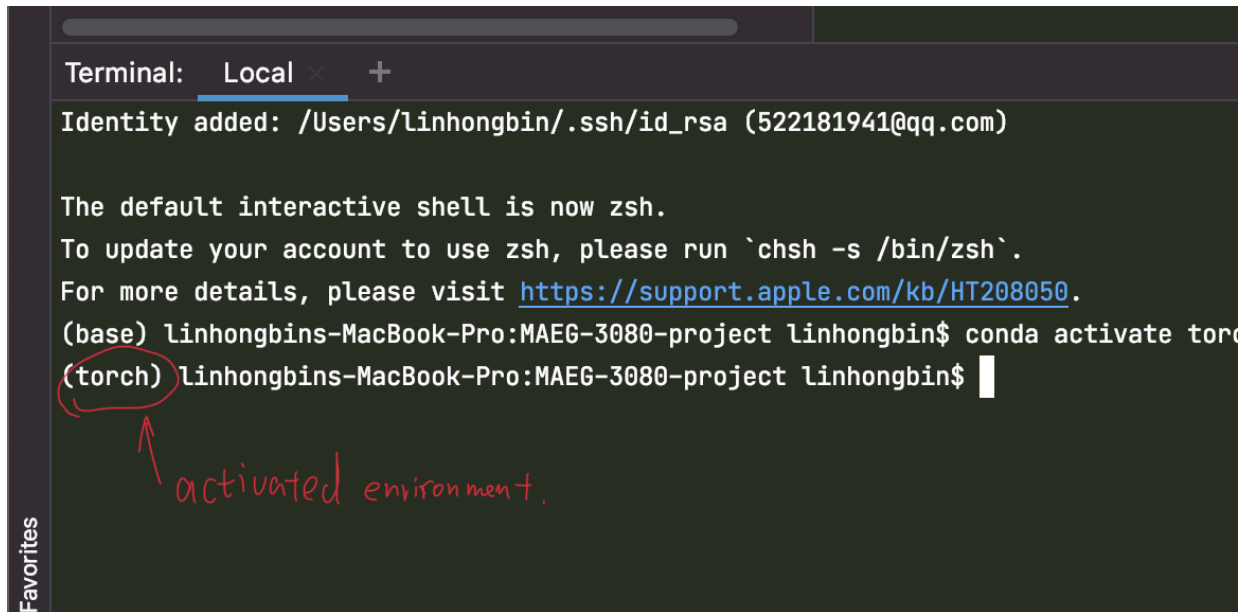 Terminal: Local × +
Identity added: /Users/linhongbin/.ssh/id_rsa (522181941@qq.com)
The default interactive shell is now zsh.
To update your account to use zsh, please run `chsh -s /bin/zsh`.
For more details, please visit https://support.apple.com/kb/HT208050.
(base) linhongbins-MacBook-Pro:MAEG-3080-project linhongbin$ conda activate torc
(torch) linhongbins-MacBook-Pro:MAEG-3080-project linhongbin$
activated environment.
Favorites